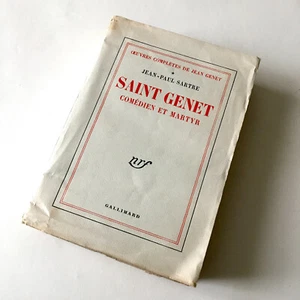 ŒUVRES COMPLÈTES DE JEAN GENET
*
JEAN-PAUL SARTRE
SAINT GENET
COMÉDIEN ET MARTYR
nrf
GALLIMARD